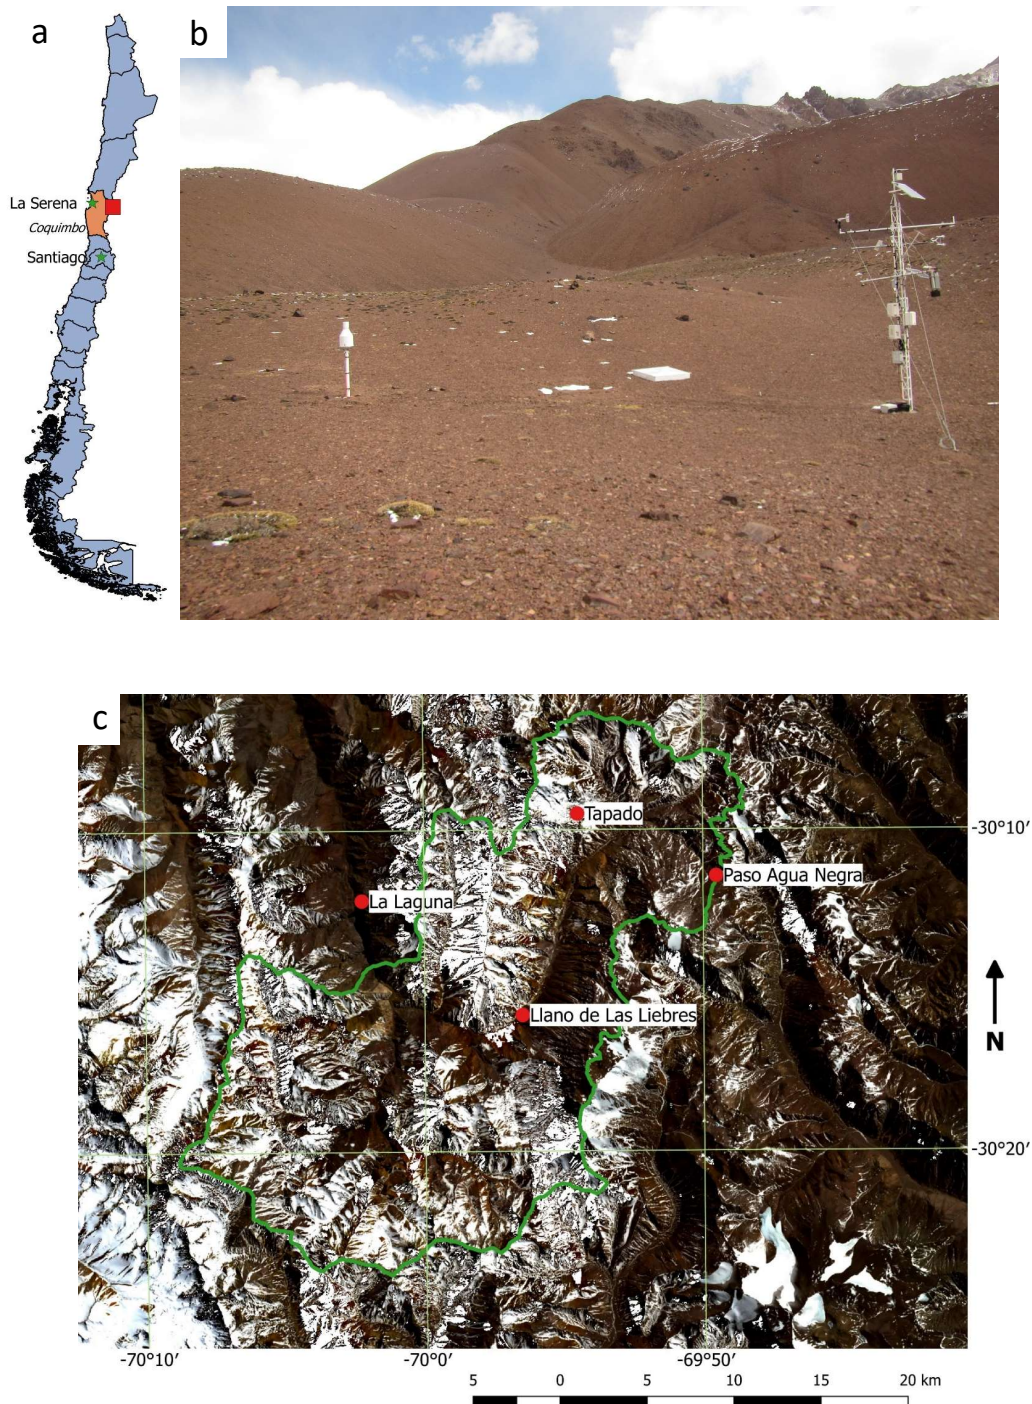 a
b
La Serena
Coquimbo
Santiago
c
Tapado
-30°10′
Paso Agua Negra
La Laguna
Llano de Las Liebres
N
-30°20′
-70°10′
-70°0′
-69°50′
5 0 5 10 15 20 km